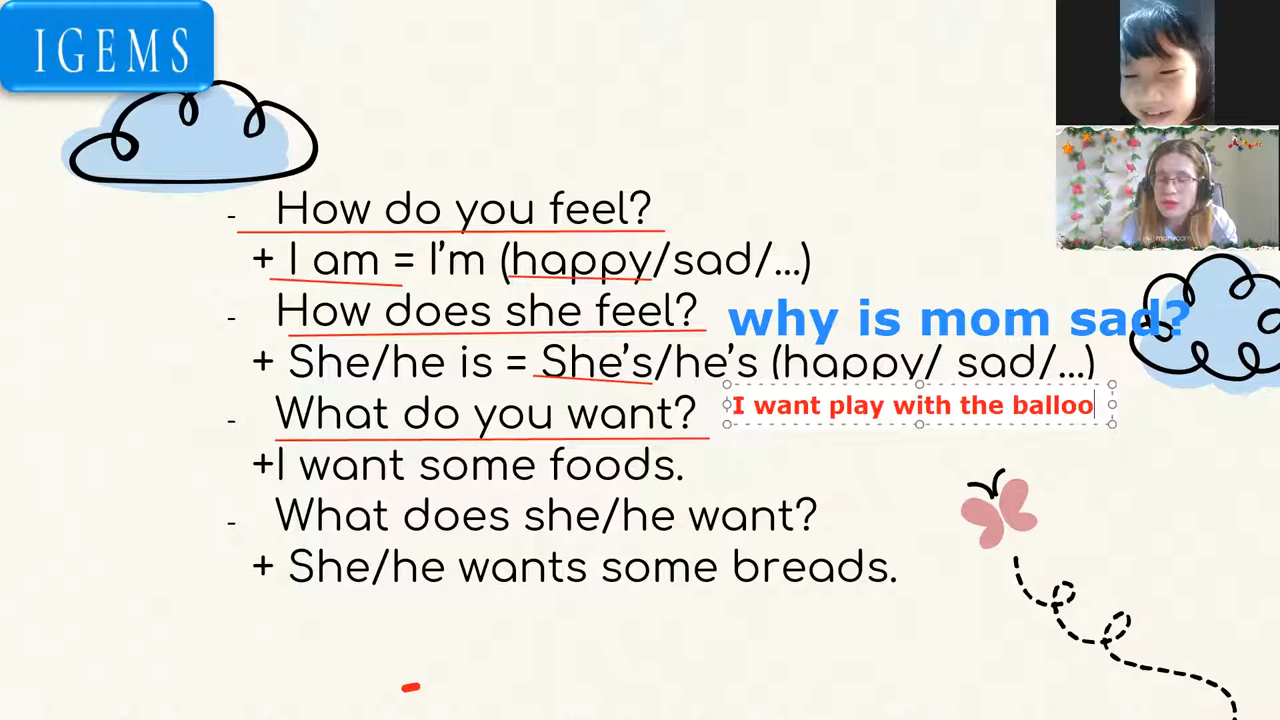 IGEMS
- How do you feel?
+ I am = I'm (happy/sad/...)
- How does she feel?
why is mom sad?
+ She/he is = She's/he's (happy/ sad/...)
I want play with the balloo
- What do you want?
+I want some foods.
- What does she/he want?
+ She/he wants some breads.